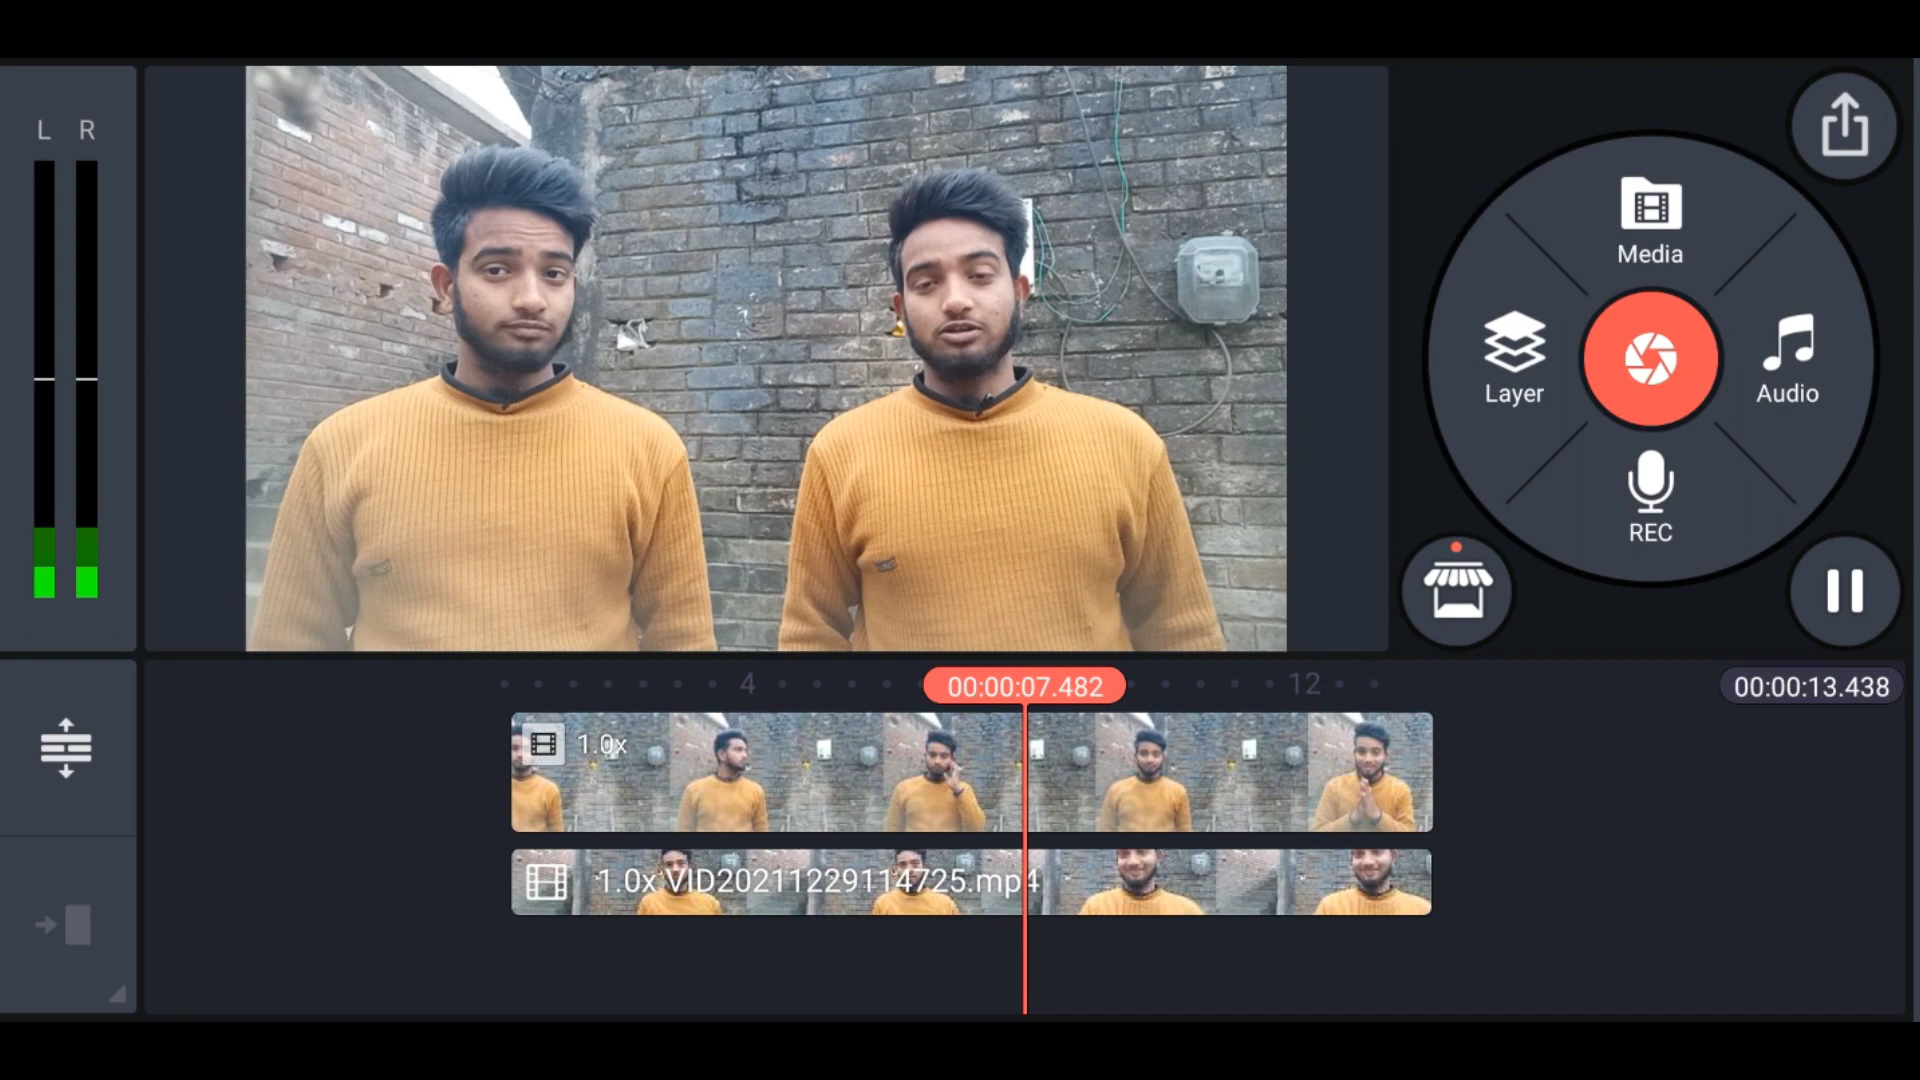 L R
Media
Layer
Audio
REC
4
00:00:07.482
12
00:00:13.438
1.0x
1.0x VID20211229114725.mp4